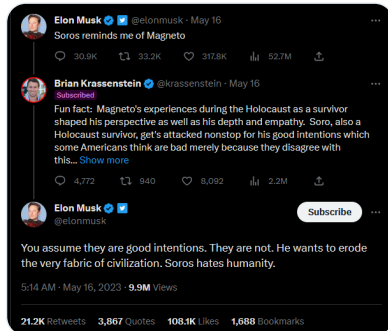 Elon Musk @elonmusk · May 16
Soros reminds me of Magneto
30.9K 33.2K 317.8K 52.7M
Brian Krassenstein @krassenstein · May 16
Subscribed
Fun fact: Magneto's experiences during the Holocaust as a survivor
shaped his perspective as well as his depth and empathy. Soro, also a
Holocaust survivor, get's attacked nonstop for his good intentions which
some Americans think are bad merely because they disagree with
this... Show more
4,772 940 8,092 2.2M
Elon Musk
@elonmusk
Subscribe
You assume they are good intentions. They are not. He wants to erode
the very fabric of civilization. Soros hates humanity.
5:14 AM · May 16, 2023 · 9.9M Views
21.2K Retweets 3,867 Quotes 108.1K Likes 1,688 Bookmarks